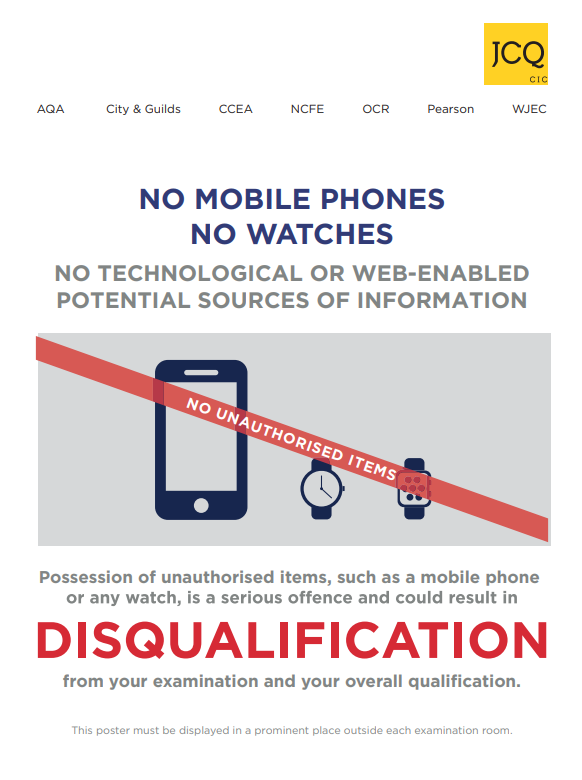 JCQ
CIC
AQA City & Guilds CCEA NCFE OCR Pearson WJEC
NO MOBILE PHONES
NO WATCHES
NO TECHNOLOGICAL OR WEB-ENABLED
POTENTIAL SOURCES OF INFORMATION
NO UNAUTHORISED ITEMS
Possession of unauthorised items, such as a mobile phone
or any watch, is a serious offence and could result in
DISQUALIFICATION
from your examination and your overall qualification.
This poster must be displayed in a prominent place outside each examination room.